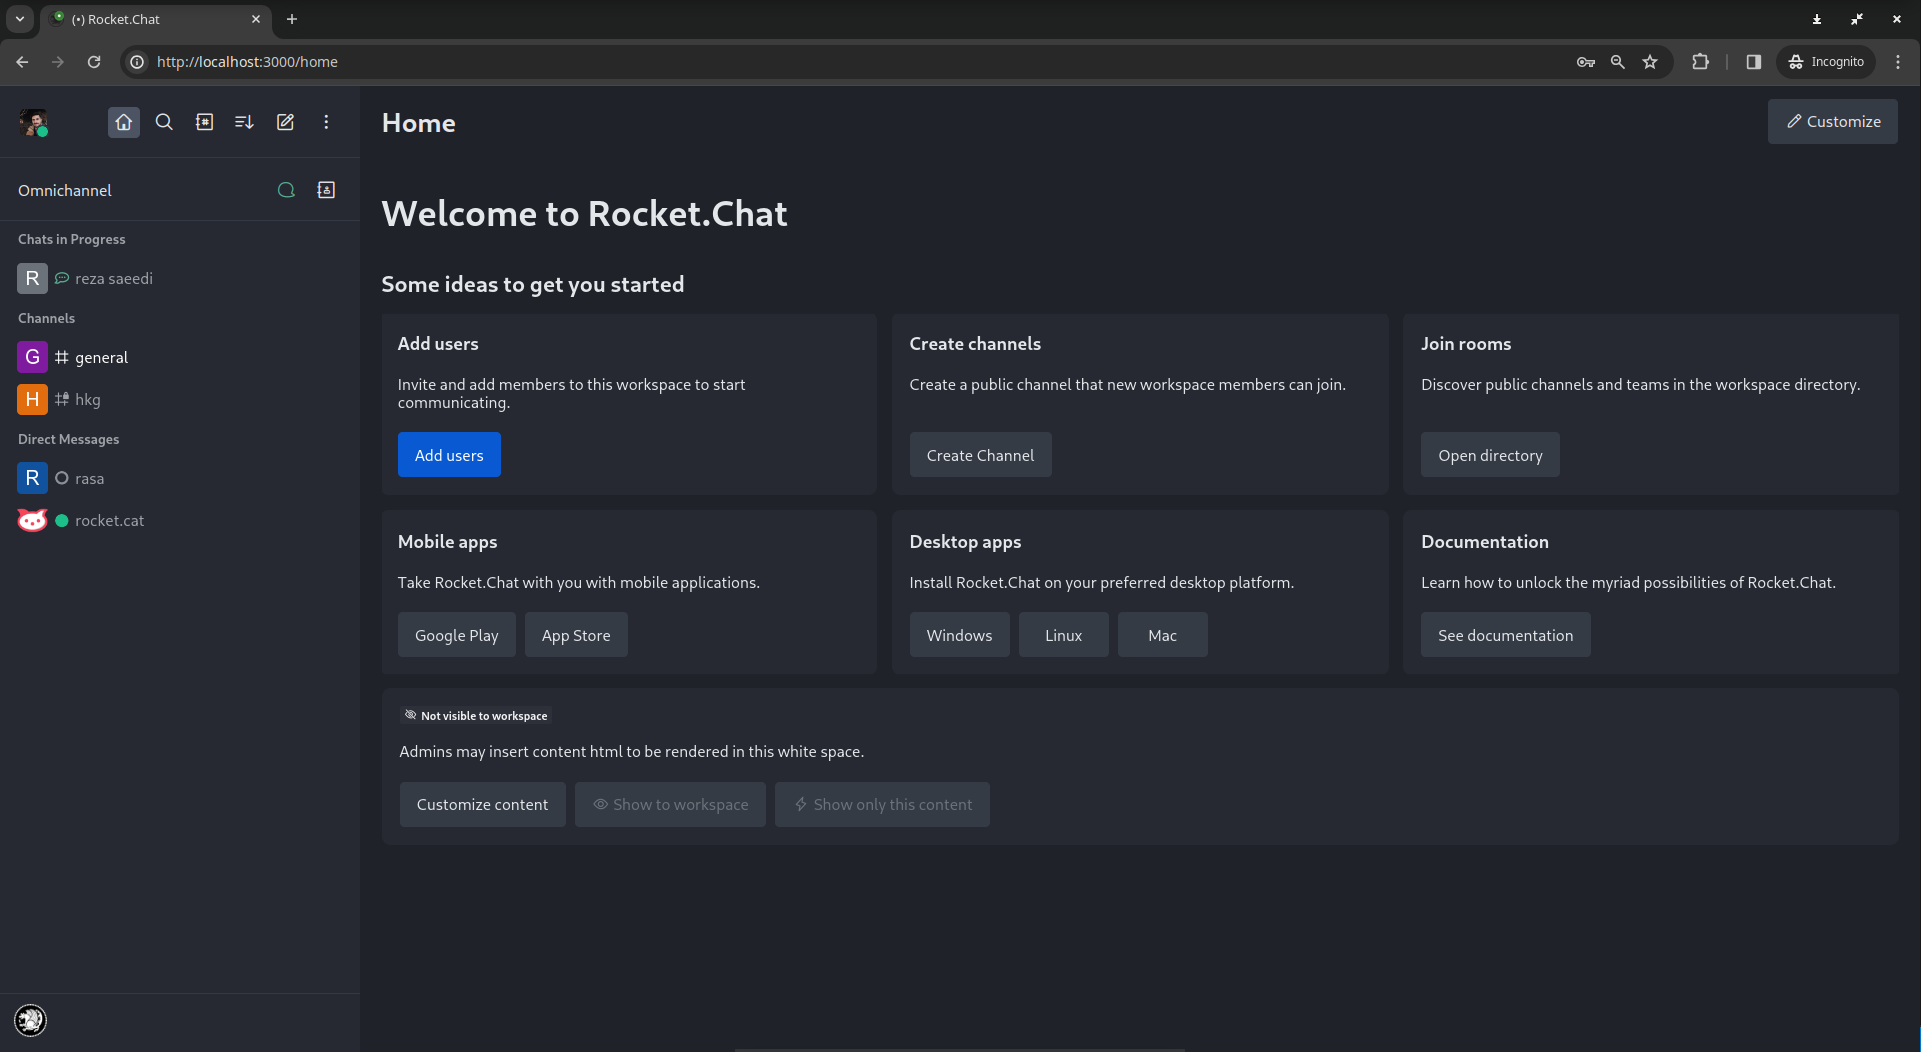 (•) Rocket.Chat
http://localhost:3000/home
Incognito
Home
Customize
Omnichannel
Chats in Progress
R reza saeedi
Channels
G general
H hkg
Direct Messages
R rasa
rocket.cat
Welcome to Rocket.Chat
Some ideas to get you started
Add users
Invite and add members to this workspace to start
communicating.
Add users
Create channels
Create a public channel that new workspace members can join.
Create Channel
Join rooms
Discover public channels and teams in the workspace directory.
Open directory
Mobile apps
Take Rocket.Chat with you with mobile applications.
Google Play App Store
Desktop apps
Install Rocket.Chat on your preferred desktop platform.
Windows Linux Mac
Documentation
Learn how to unlock the myriad possibilities of Rocket.Chat.
See documentation
Not visible to workspace
Admins may insert content html to be rendered in this white space.
Customize content Show to workspace Show only this content